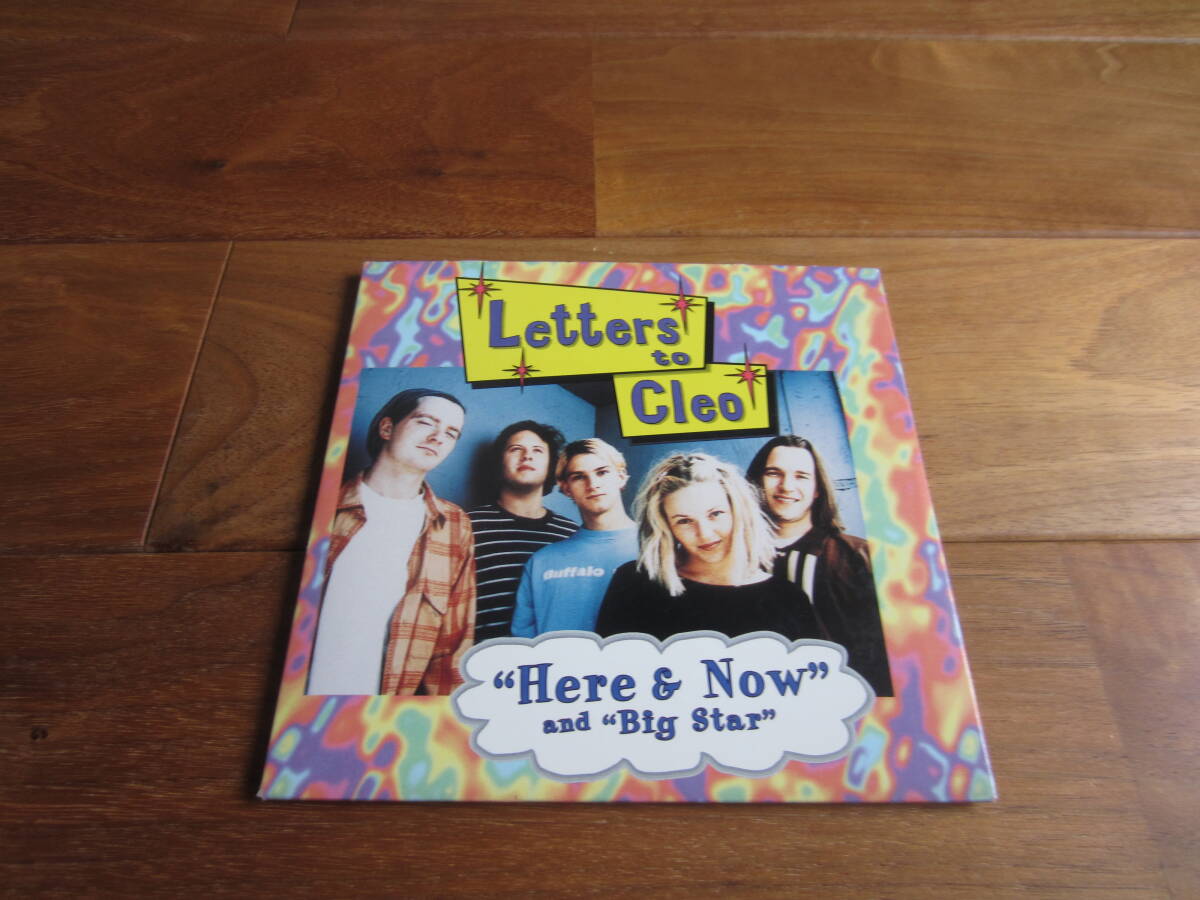 Letters
to
Cleo
Buffalo
“Here & Now”
and “Big Star”